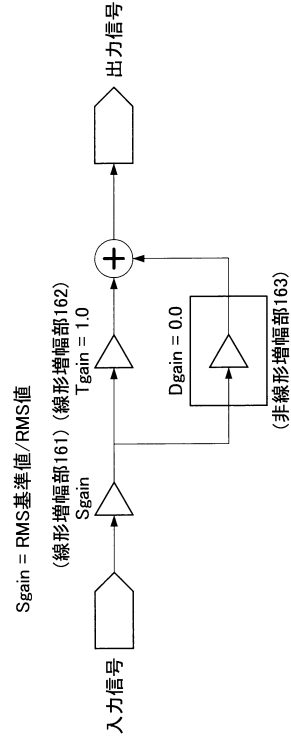 Sgain = RMS基準値/RMS値
(線形増幅部161)
(線形増幅部162)
Sgain
Tgain = 1.0
入力信号
出力信号
Dgain = 0.0
(非線形増幅部163)